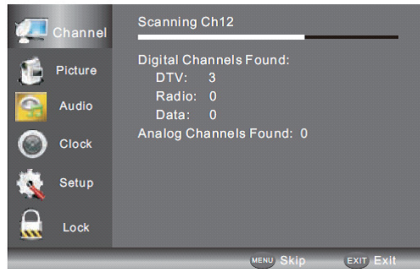 Channel
Picture
Audio
Clock
Setup
Lock
Scanning Ch12
Digital Channels Found:
DTV: 3
Radio: 0
Data: 0
Analog Channels Found: 0
MENU Skip
EXIT Exit